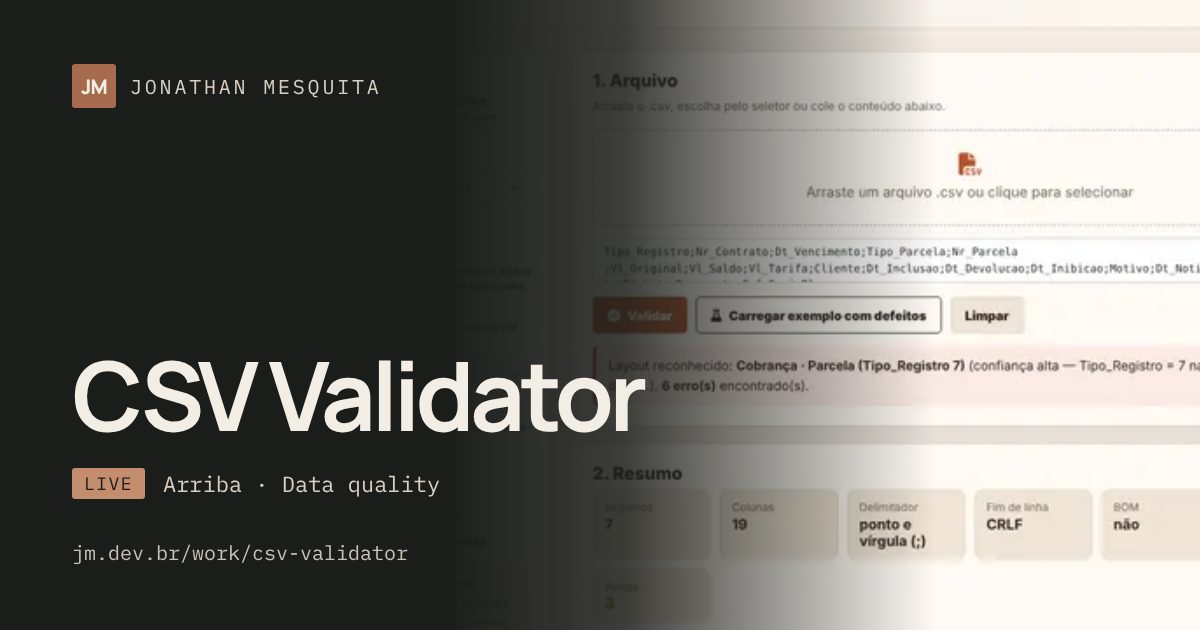 JM JONATHAN MESQUITA
CSV Validator
LIVE Arriba · Data quality
jm.dev.br/work/csv-validator
1. Arquivo
Arraste o .csv, escolha pelo seletor ou cole o conteúdo abaixo.
CSV
Arraste um arquivo .csv ou clique para selecionar
Tipo_Registro;Nr_Contrato;Dt_Vencimento;Tipo_Parcela;Nr_Parcela
;Vl_Original;Vl_Saldo;Vl_Tarifa;Cliente;Dt_Inclusao;Dt_Devolucao;Dt_Inibicao;Motivo;Dt_Noti
Validar Carregar exemplo com defeitos Limpar
Layout reconhecido: Cobrança · Parcela (Tipo_Registro 7) (confiança alta — Tipo_Registro = 7 na
6 erro(s) encontrado(s).
2. Resumo
Registros
7
Colunas
19
Delimitador
ponto e
vírgula (;)
Fim de linha
CRLF
BOM
não
Avisos
3